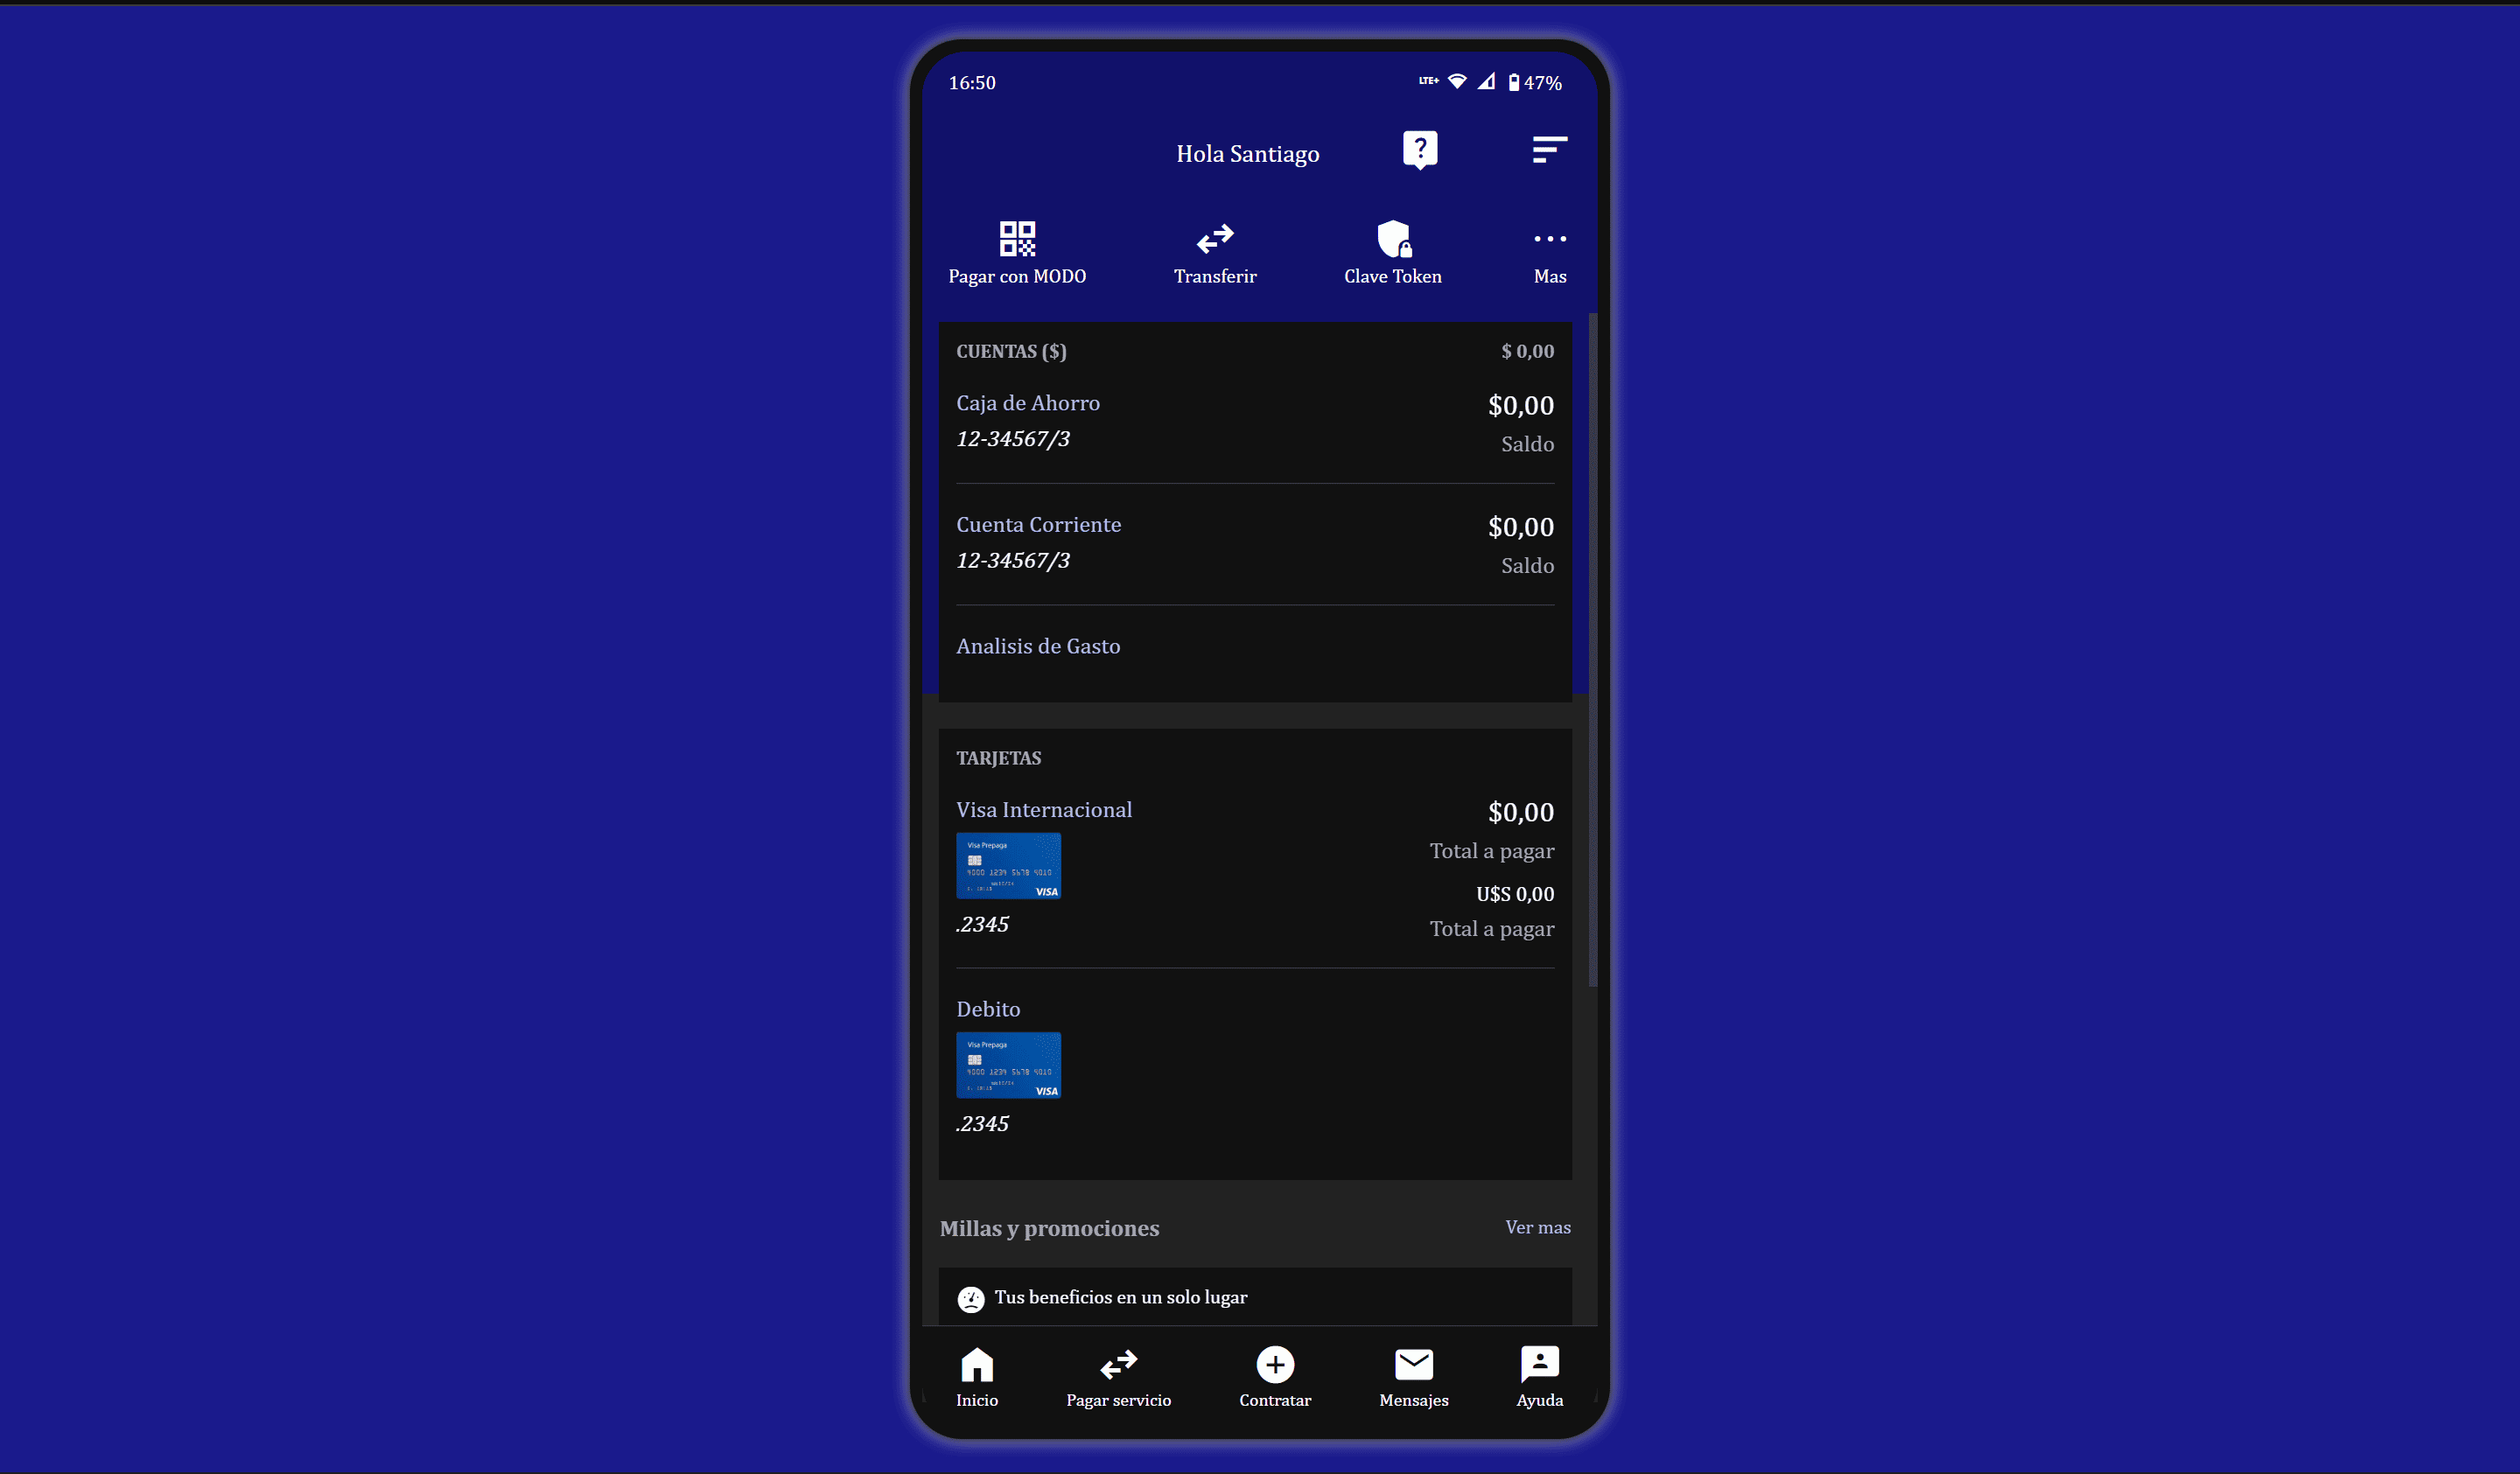 16:50
LTE+ 47%
Hola Santiago
Pagar con MODO
Transferir
Clave Token
Mas
CUENTAS ($) $ 0,00
Caja de Ahorro $0,00
12-34567/3 Saldo
Cuenta Corriente $0,00
12-34567/3 Saldo
Analisis de Gasto
TARJETAS
Visa Internacional $0,00
Total a pagar
Visa Prepaga
4000 1234 5678 9010
VISA
U$S 0,00
.2345 Total a pagar
Debito
Visa Prepaga
4000 1234 5678 9010
VISA
.2345
Millas y promociones Ver mas
Tus beneficios en un solo lugar
Inicio
Pagar servicio
Contratar
Mensajes
Ayuda